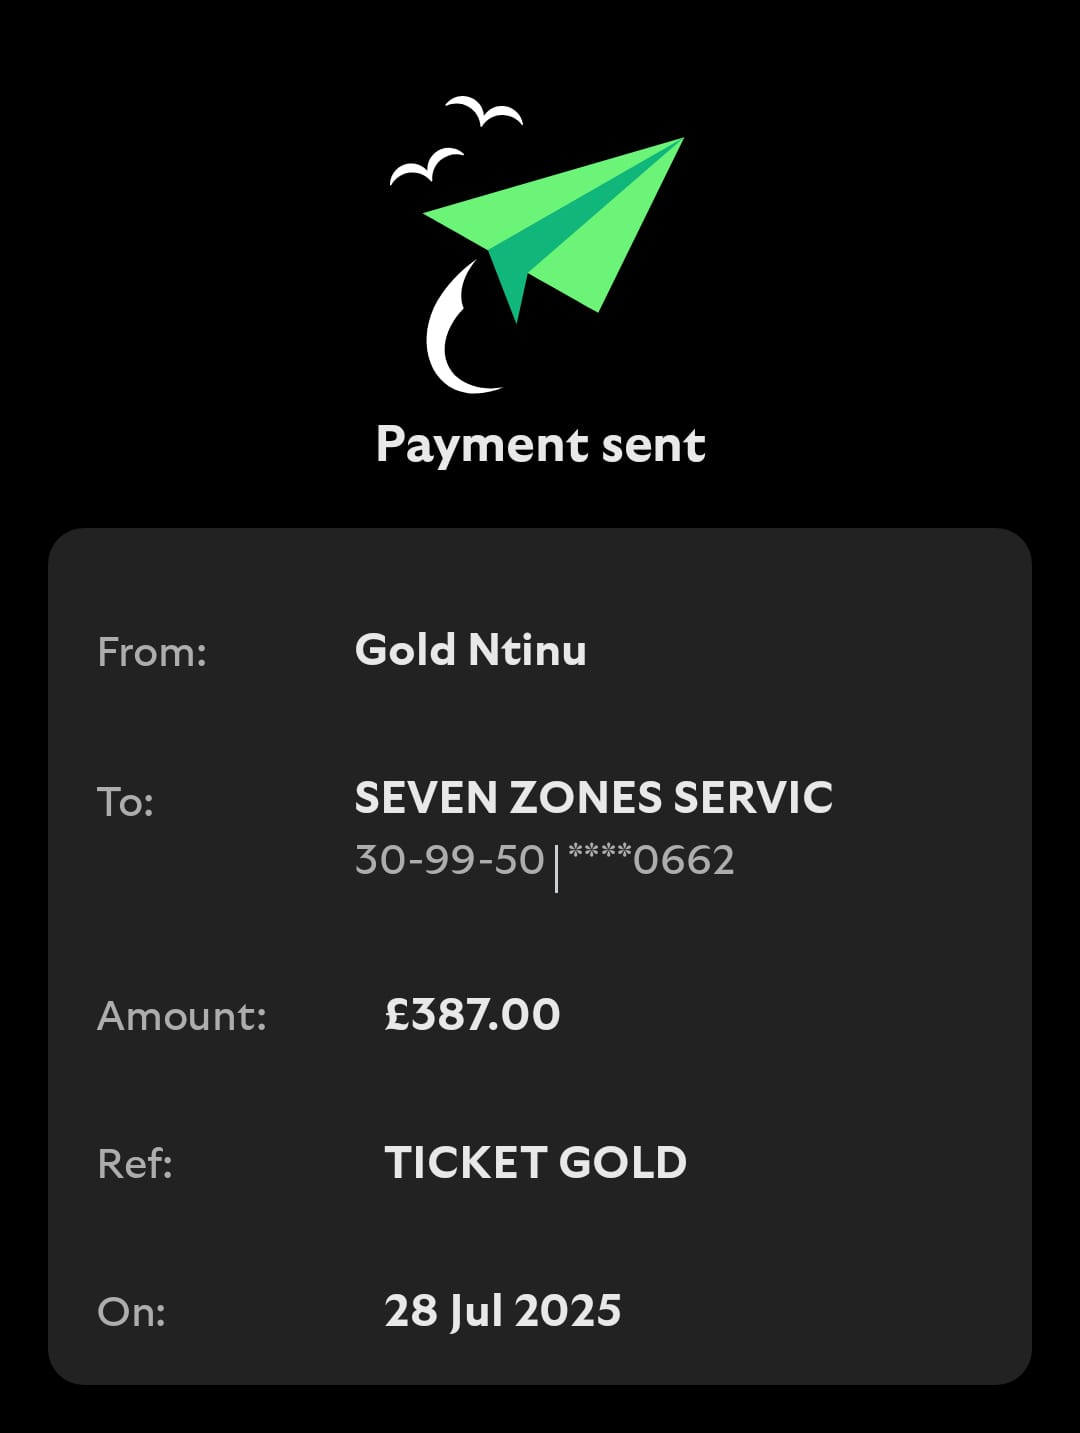 Payment sent
From: Gold Ntinu
To: SEVEN ZONES SERVIC
30-99-50 | ****0662
Amount: £387.00
Ref: TICKET GOLD
On: 28 Jul 2025